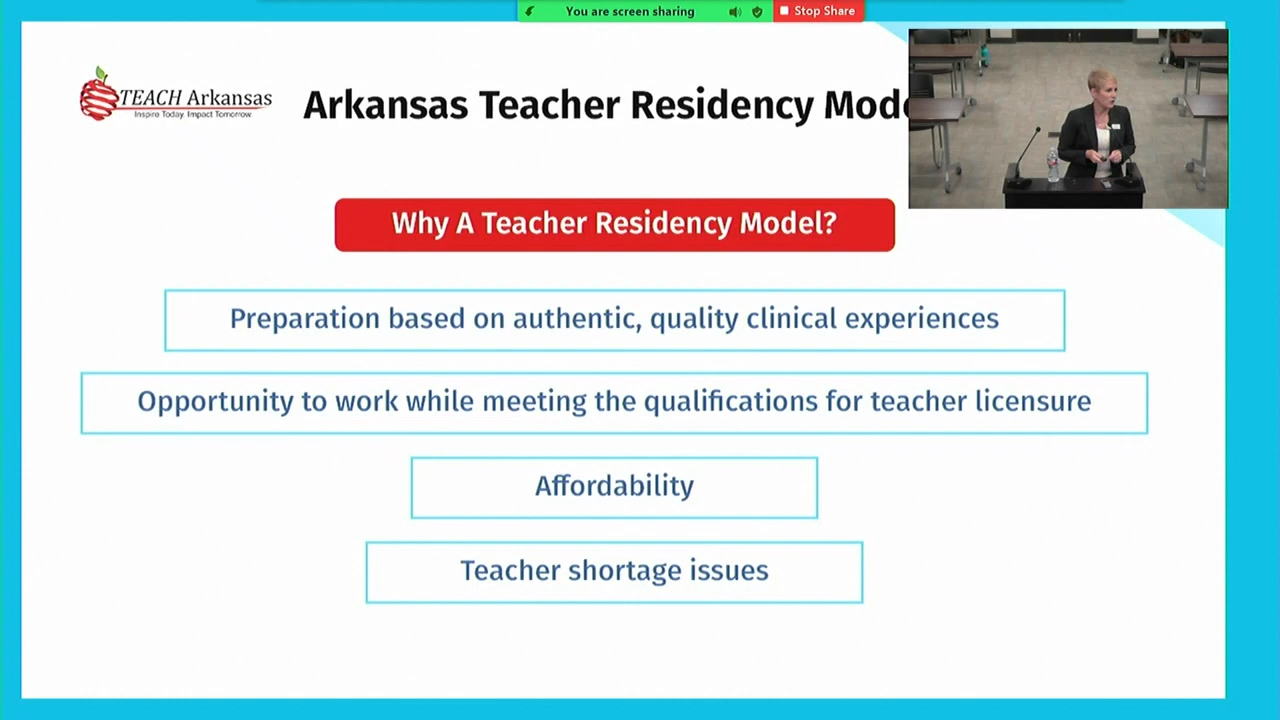 You are screen sharing
Stop Share
TEACH Arkansas
Inspire Today. Impact Tomorrow.
Arkansas Teacher Residency Mode
Why A Teacher Residency Model?
Preparation based on authentic, quality clinical experiences
Opportunity to work while meeting the qualifications for teacher licensure
Affordability
Teacher shortage issues